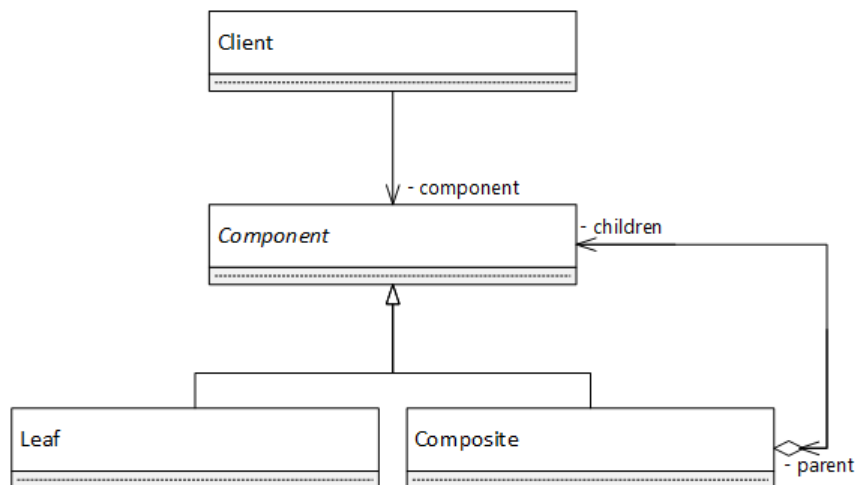 Client
- component
Component
- children
Leaf
Composite
- parent